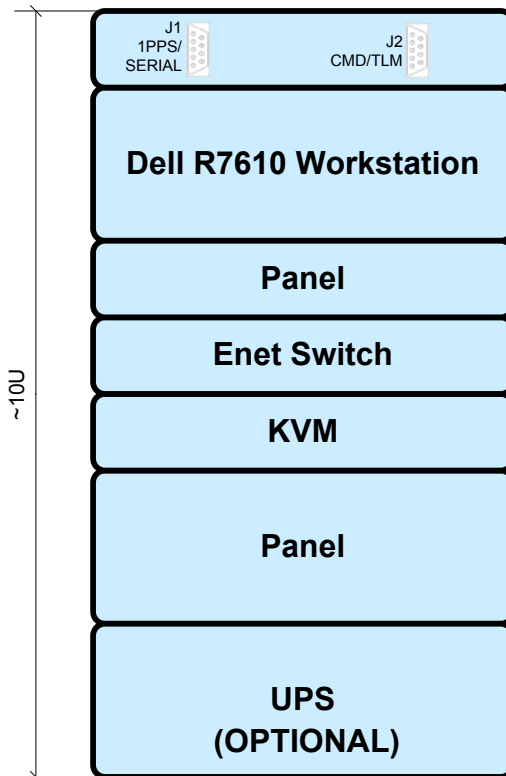 J1
1PPS/
SERIAL
J2
CMD/TLM
Dell R7610 Workstation
Panel
Enet Switch
~10U
KVM
Panel
UPS
(OPTIONAL)